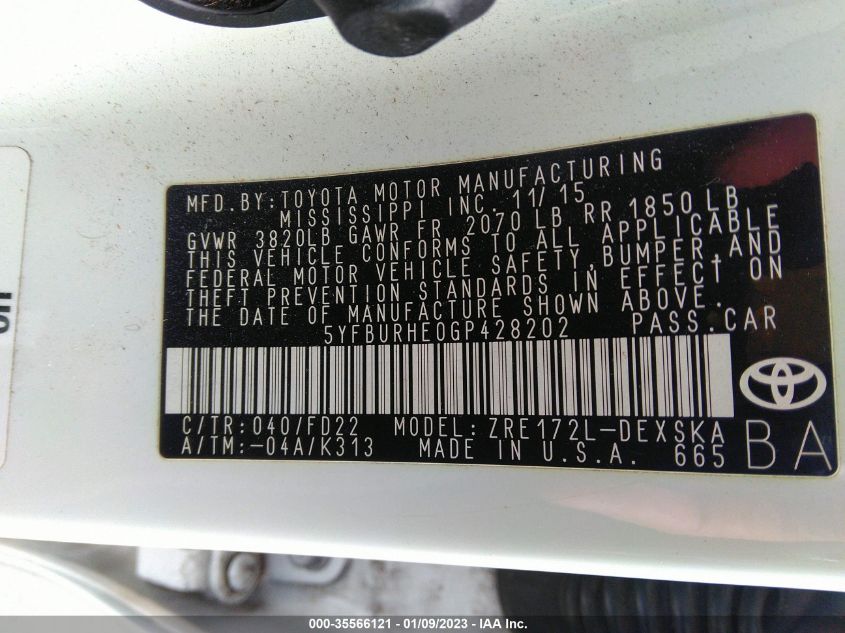 MFD. BY: TOYOTA MOTOR MANUFACTURING
MISSISSIPPI INC. 11/15
GVWR 3820LB GAWR FR 2070 LB RR 1850 LB
THIS VEHICLE CONFORMS TO ALL APPLICABLE
FEDERAL MOTOR VEHICLE SAFETY, BUMPER, AND
THEFT PREVENTION STANDARDS IN EFFECT ON
THE DATE OF MANUFACTURE SHOWN ABOVE.
5YFBURHE0GP428202 PASS. CAR
C/TR: 040/FD22 MODEL: ZRE172L-DEXSKA
A/TM: -04A/K313 MADE IN U.S.A. 665
BA
000-35566121 - 01/09/2023 - © IAA Inc.